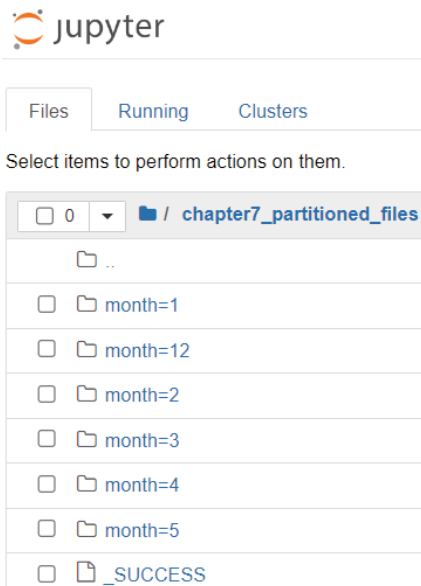 jupyter
Files Running Clusters
Select items to perform actions on them.
0 / chapter7_partitioned_files
..
month=1
month=12
month=2
month=3
month=4
month=5
_SUCCESS